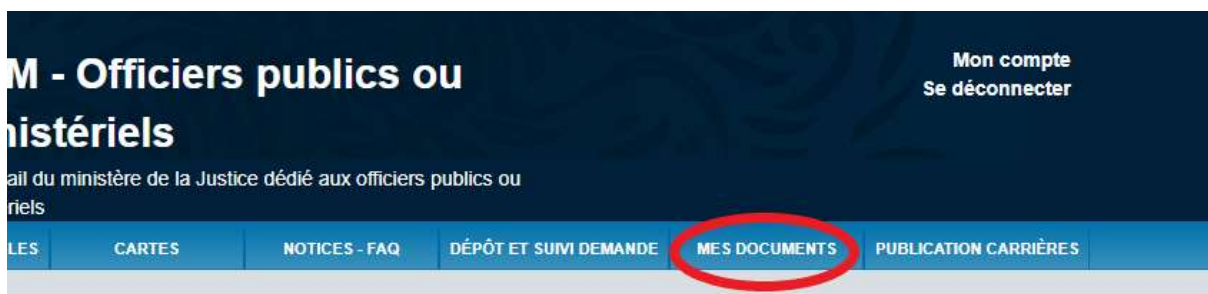 M - Officiers publics ou
nistériels
ail du ministère de la Justice dédié aux officiers publics ou
riels
Mon compte
Se déconnecter
LES CARTES NOTICES - FAQ DÉPÔT ET SUIVI DEMANDE MES DOCUMENTS PUBLICATION CARRIÈRES